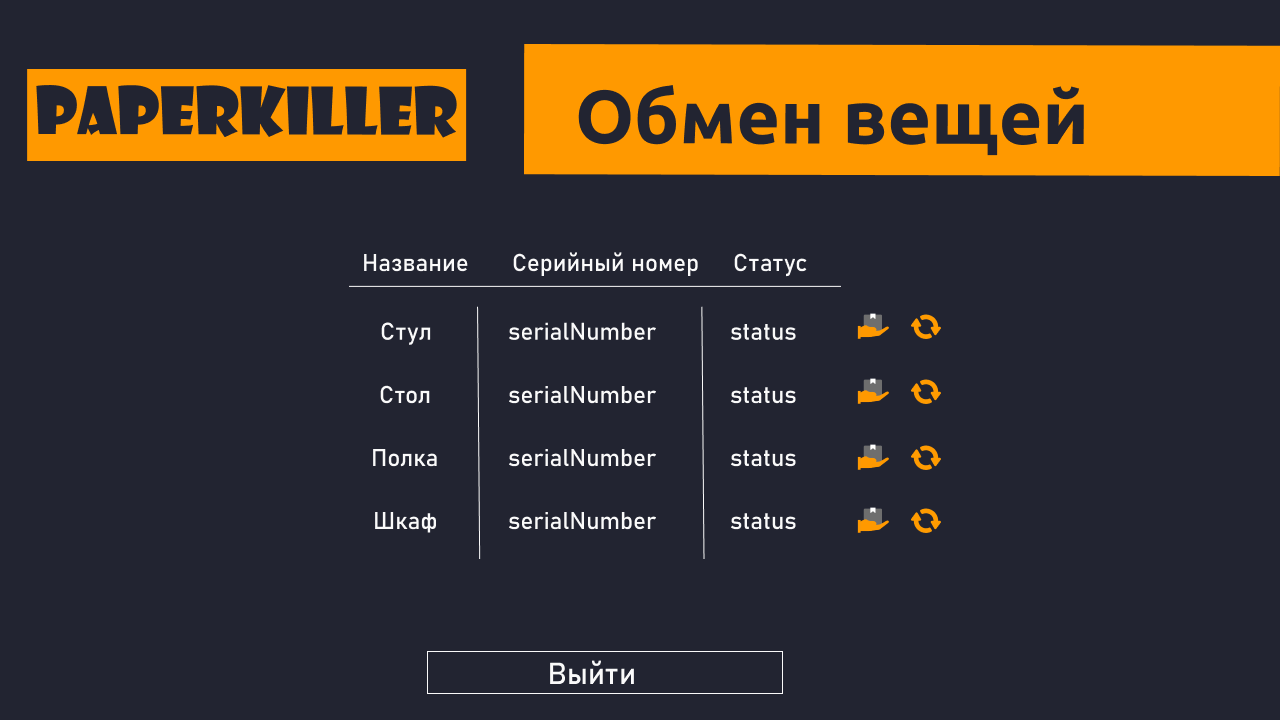 PAPERKILLER
Обмен вещей
Название Серийный номер Статус
Стул serialNumber status
Стол serialNumber status
Полка serialNumber status
Шкаф serialNumber status
Выйти